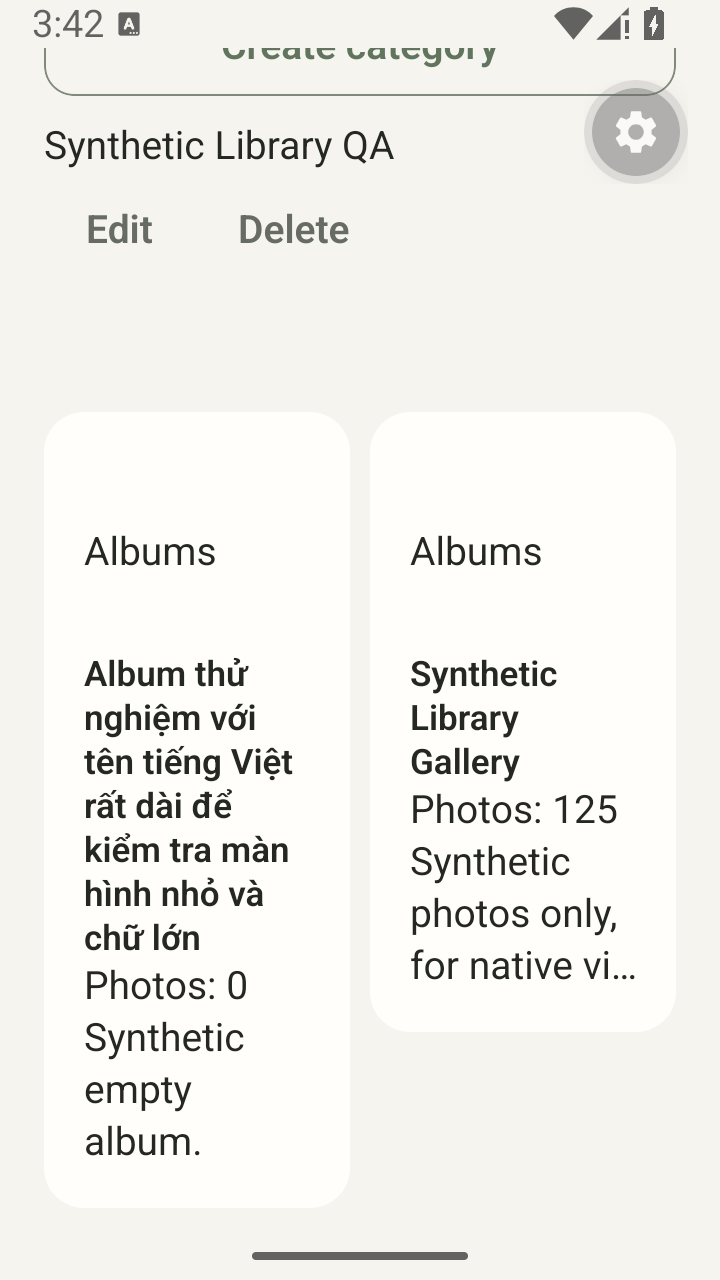 3:42
Create category
Synthetic Library QA
Edit Delete
Albums
Album thử
nghiệm với
tên tiếng Việt
rất dài để
kiểm tra màn
hình nhỏ và
chữ lớn
Photos: 0
Synthetic
empty
album.
Albums
Synthetic
Library
Gallery
Photos: 125
Synthetic
photos only,
for native vi…